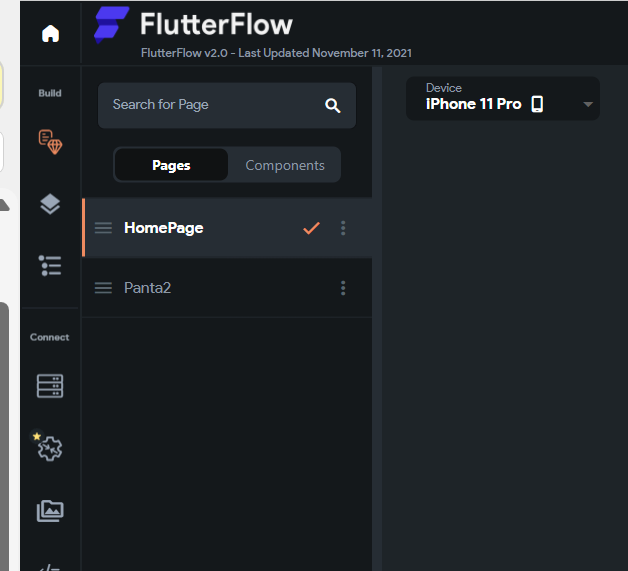 FlutterFlow
FlutterFlow v2.0 - Last Updated November 11, 2021
Build
Search for Page
Pages
Components
HomePage
Panta2
Connect
Device
iPhone 11 Pro